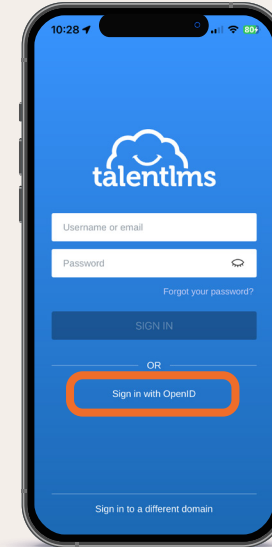 10:28
80
talentlms
Username or email
Password
Forgot your password?
SIGN IN
OR
Sign in with OpenID
Sign in to a different domain